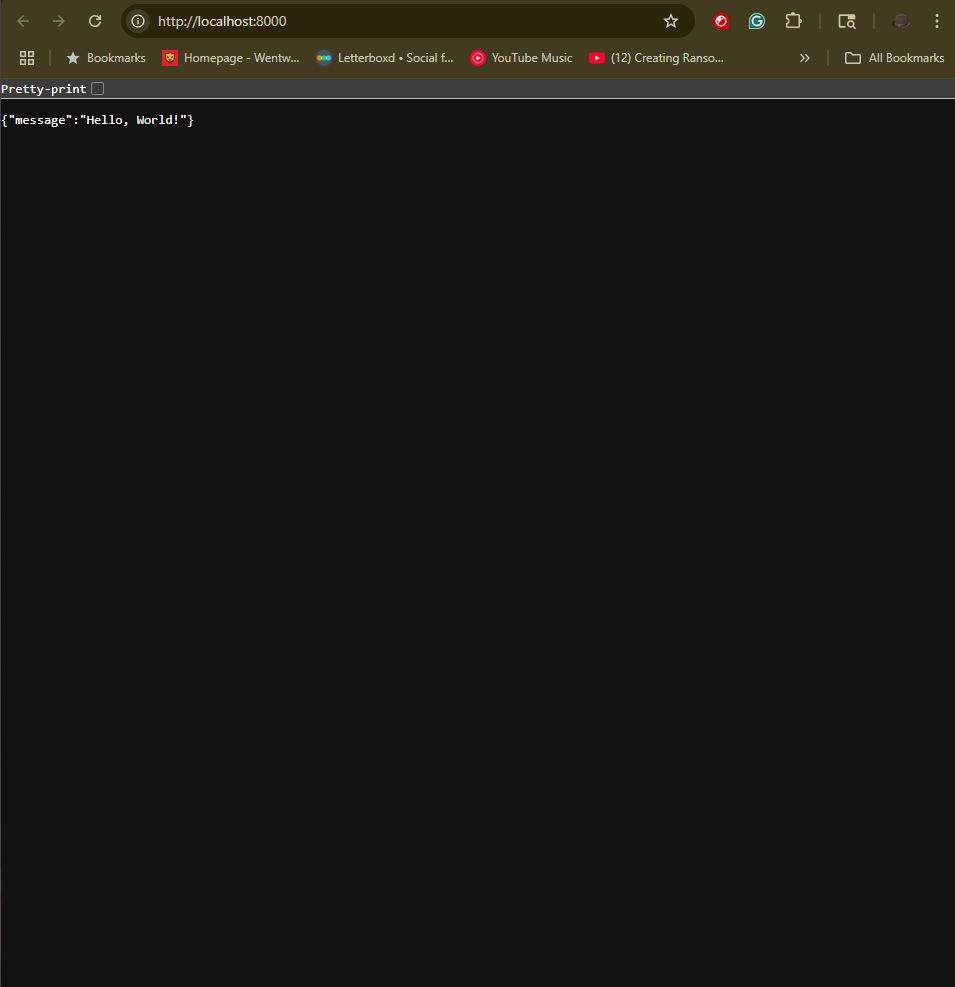 http://localhost:8000
Bookmarks Homepage - Wentw... Letterboxd • Social f... YouTube Music (12) Creating Ranso... » All Bookmarks
Pretty-print
{"message":"Hello, World!"}